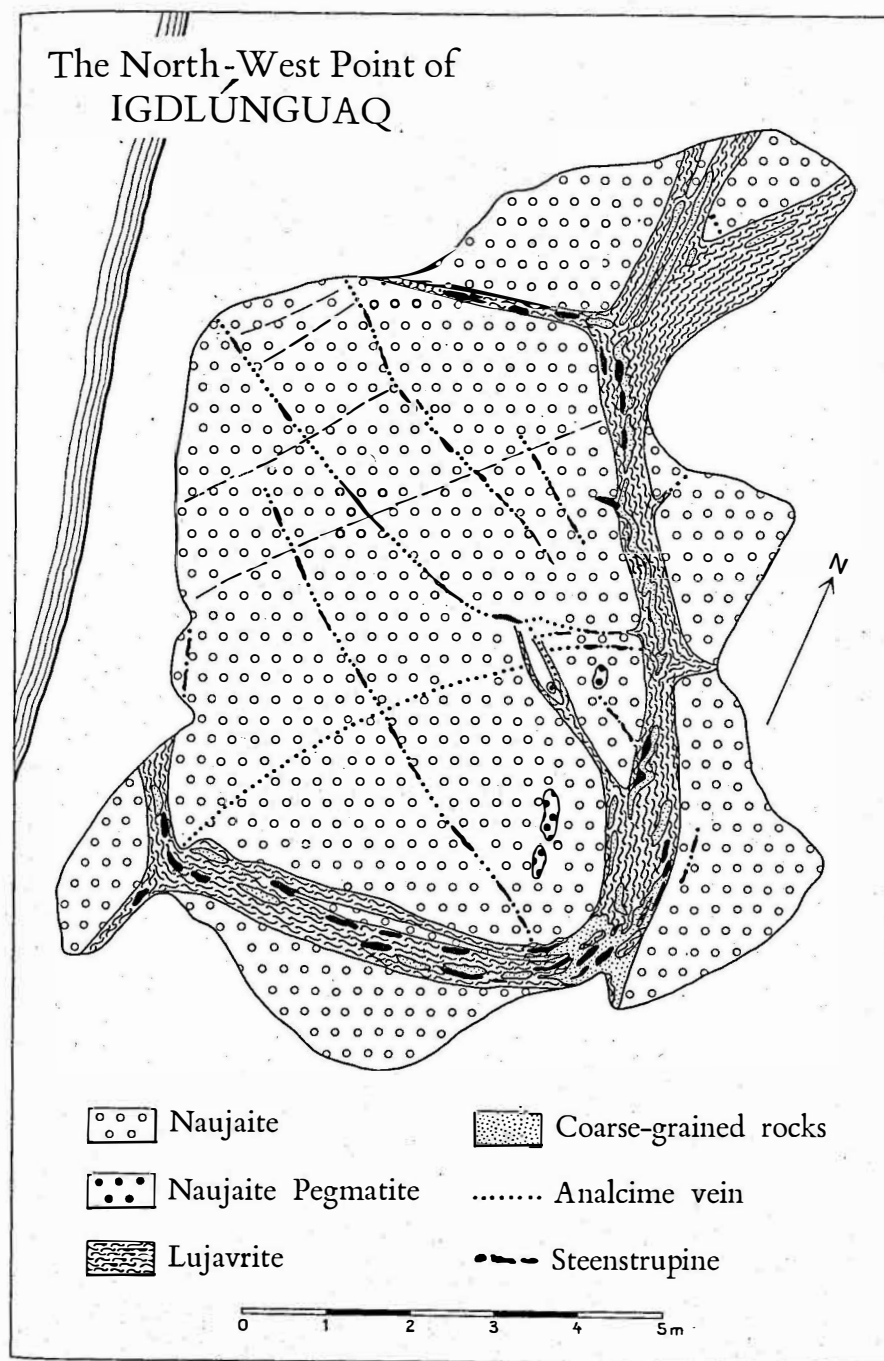 The North-West Point of
IGDLÚNGUAQ
N
Naujaite
Coarse-grained rocks
Naujaite Pegmatite
Analcime vein
Lujavrite
Steenstrupine
0 1 2 3 4 5m